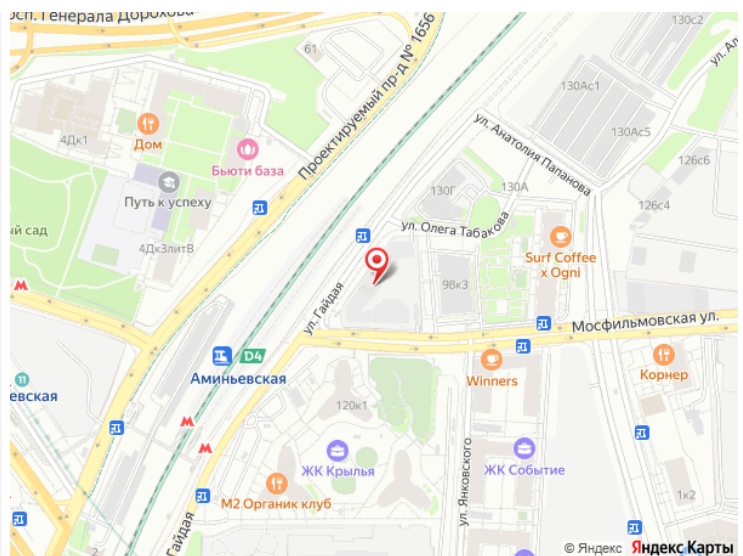 осп. Генерала Дорохова
130с2
ул. Ал
61
Проектируемый пр-д № 1656
130Ас1
4Дк1
Дом
Бьюти база
ул. Анатолия Папанова
130Ас5
126с6
Путь к успеху
130Г
130А
126с4
ый сад
4Дк3литВ
ул. Олега Табакова
Surf Coffee
x Ogni
98к3
ул. Гайдая
Мосфильмовская ул.
D4
Аминьевская
11
евская
Winners
Корнер
120к1
ЖК Крылья
ЖК Событие
М2 Органик клуб
ул. Янковского
1к2
Гайдая
2
© Яндекс Яндекс Карты